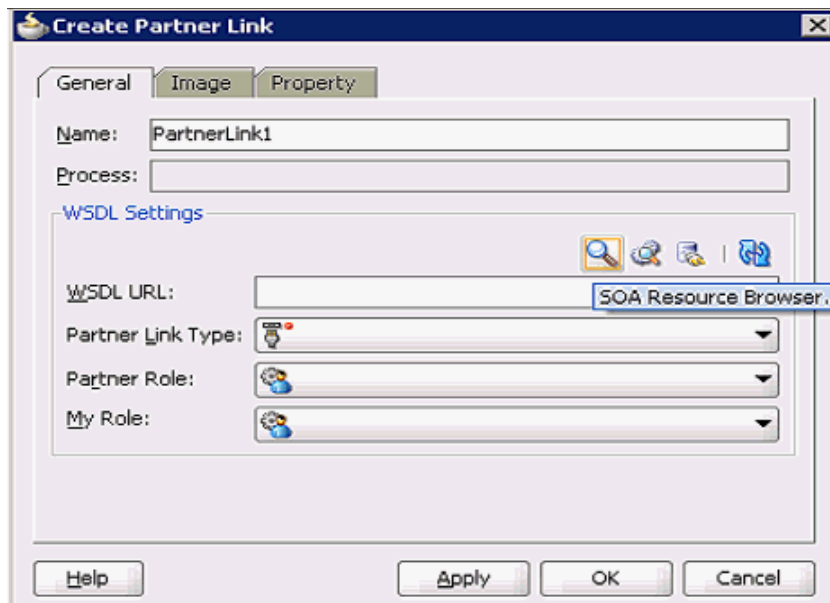 Create Partner Link
General Image Property
Name: PartnerLink1
Process:
WSDL Settings
WSDL URL:
SOA Resource Browser.
Partner Link Type:
Partner Role:
My Role:
Help Apply OK Cancel